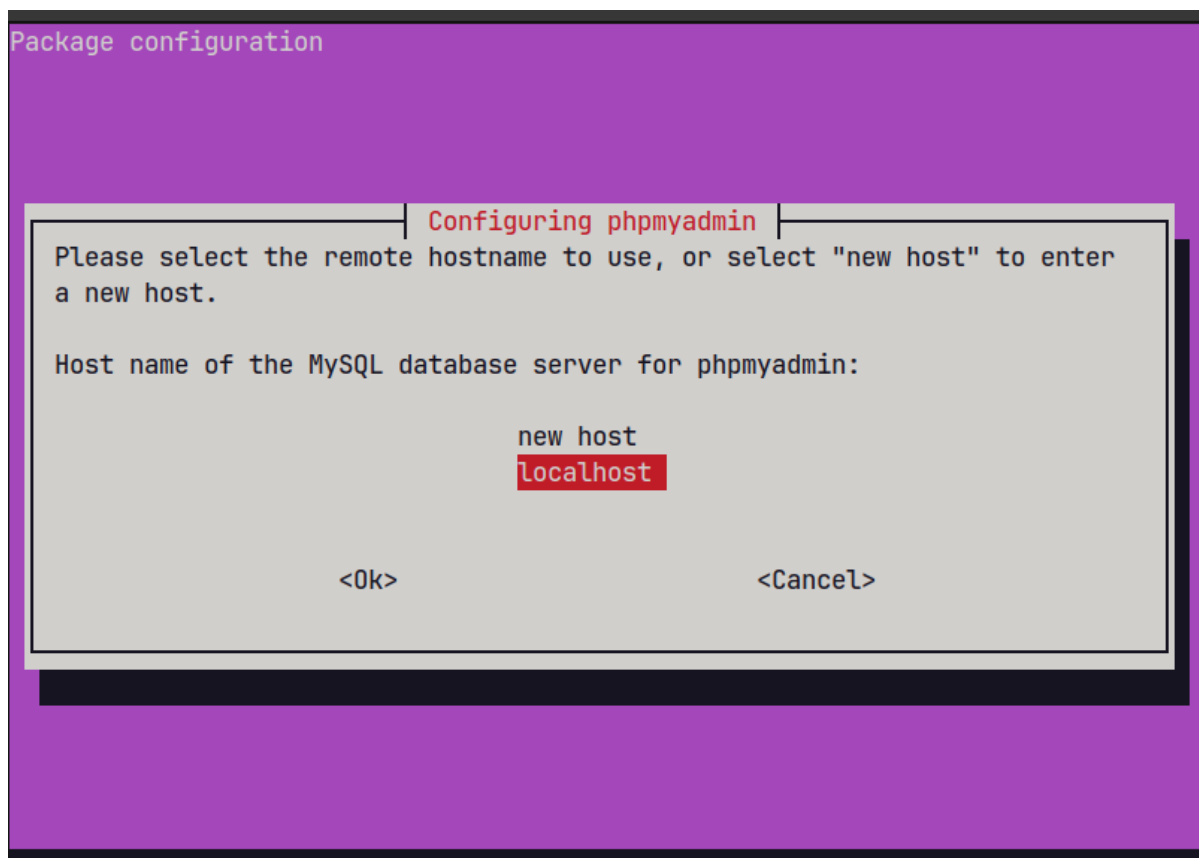 Package configuration
Configuring phpmyadmin
Please select the remote hostname to use, or select "new host" to enter
a new host.
Host name of the MySQL database server for phpmyadmin:
new host
localhost
<Ok> <Cancel>